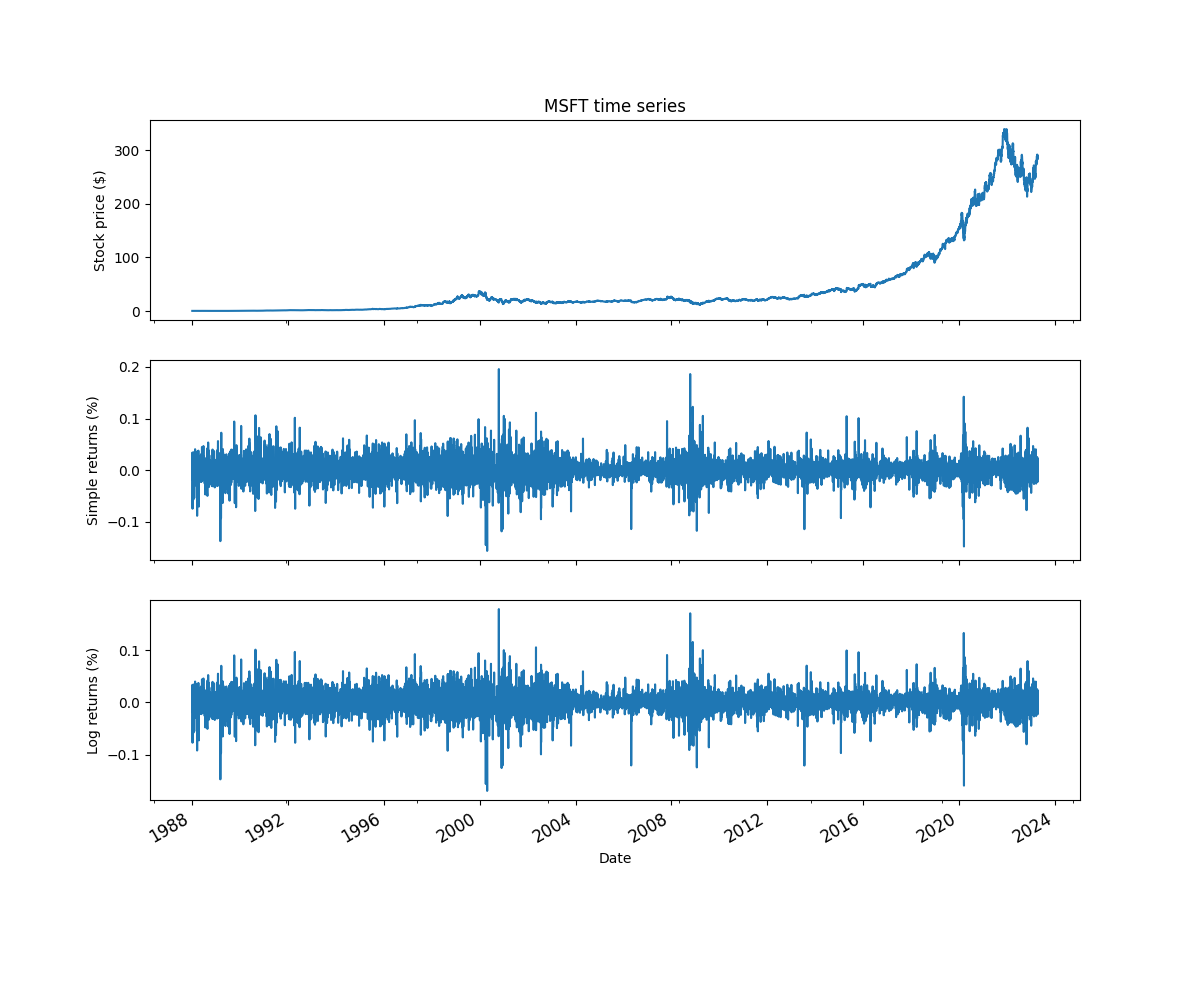 MSFT time series
Stock price ($)
300
200
100
0
Simple returns (%)
0.2
0.1
0.0
−0.1
Log returns (%)
0.1
0.0
−0.1
1988 1992 1996 2000 2004 2008 2012 2016 2020 2024
Date